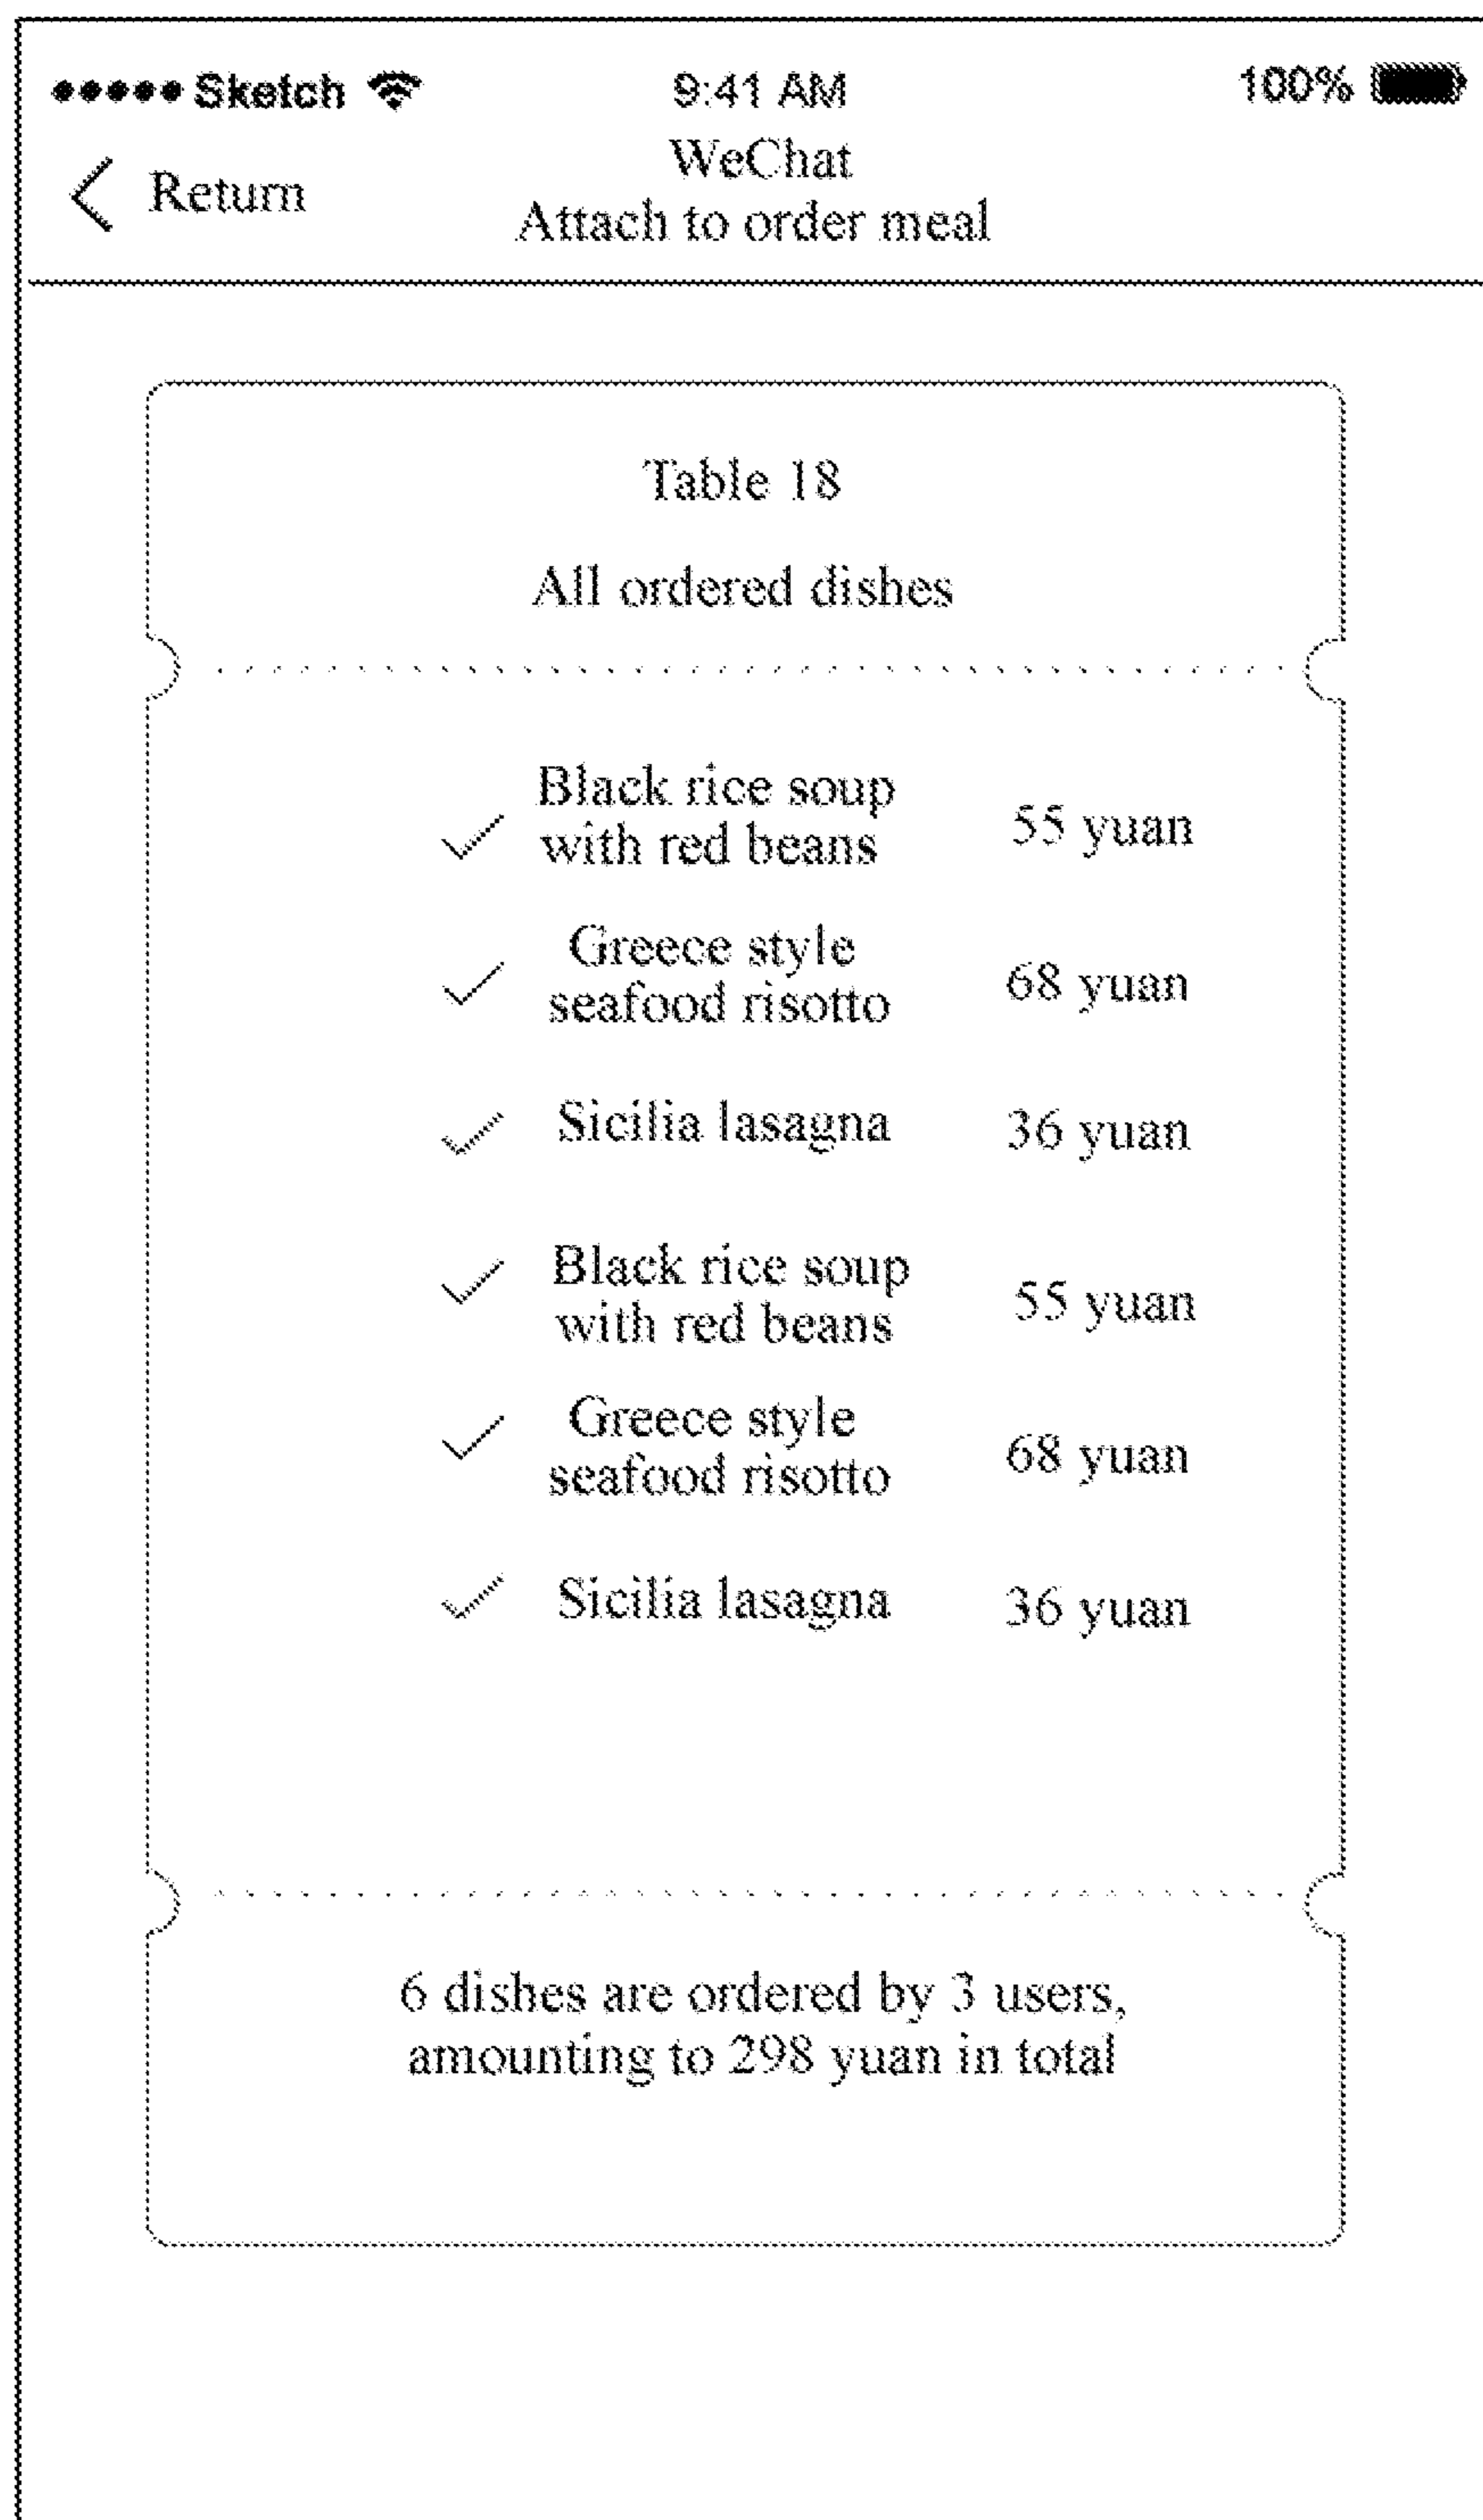 Sketch 9:41 AM 100%
WeChat
Return
Attach to order meal
Table 18
All ordered dishes
Black rice soup
with red beans 55 yuan
Greece style
seafood risotto 68 yuan
Sicilia lasagna 36 yuan
Black rice soup
with red beans 55 yuan
Greece style
seafood risotto 68 yuan
Sicilia lasagna 36 yuan
6 dishes are ordered by 3 users,
amounting to 298 yuan in total